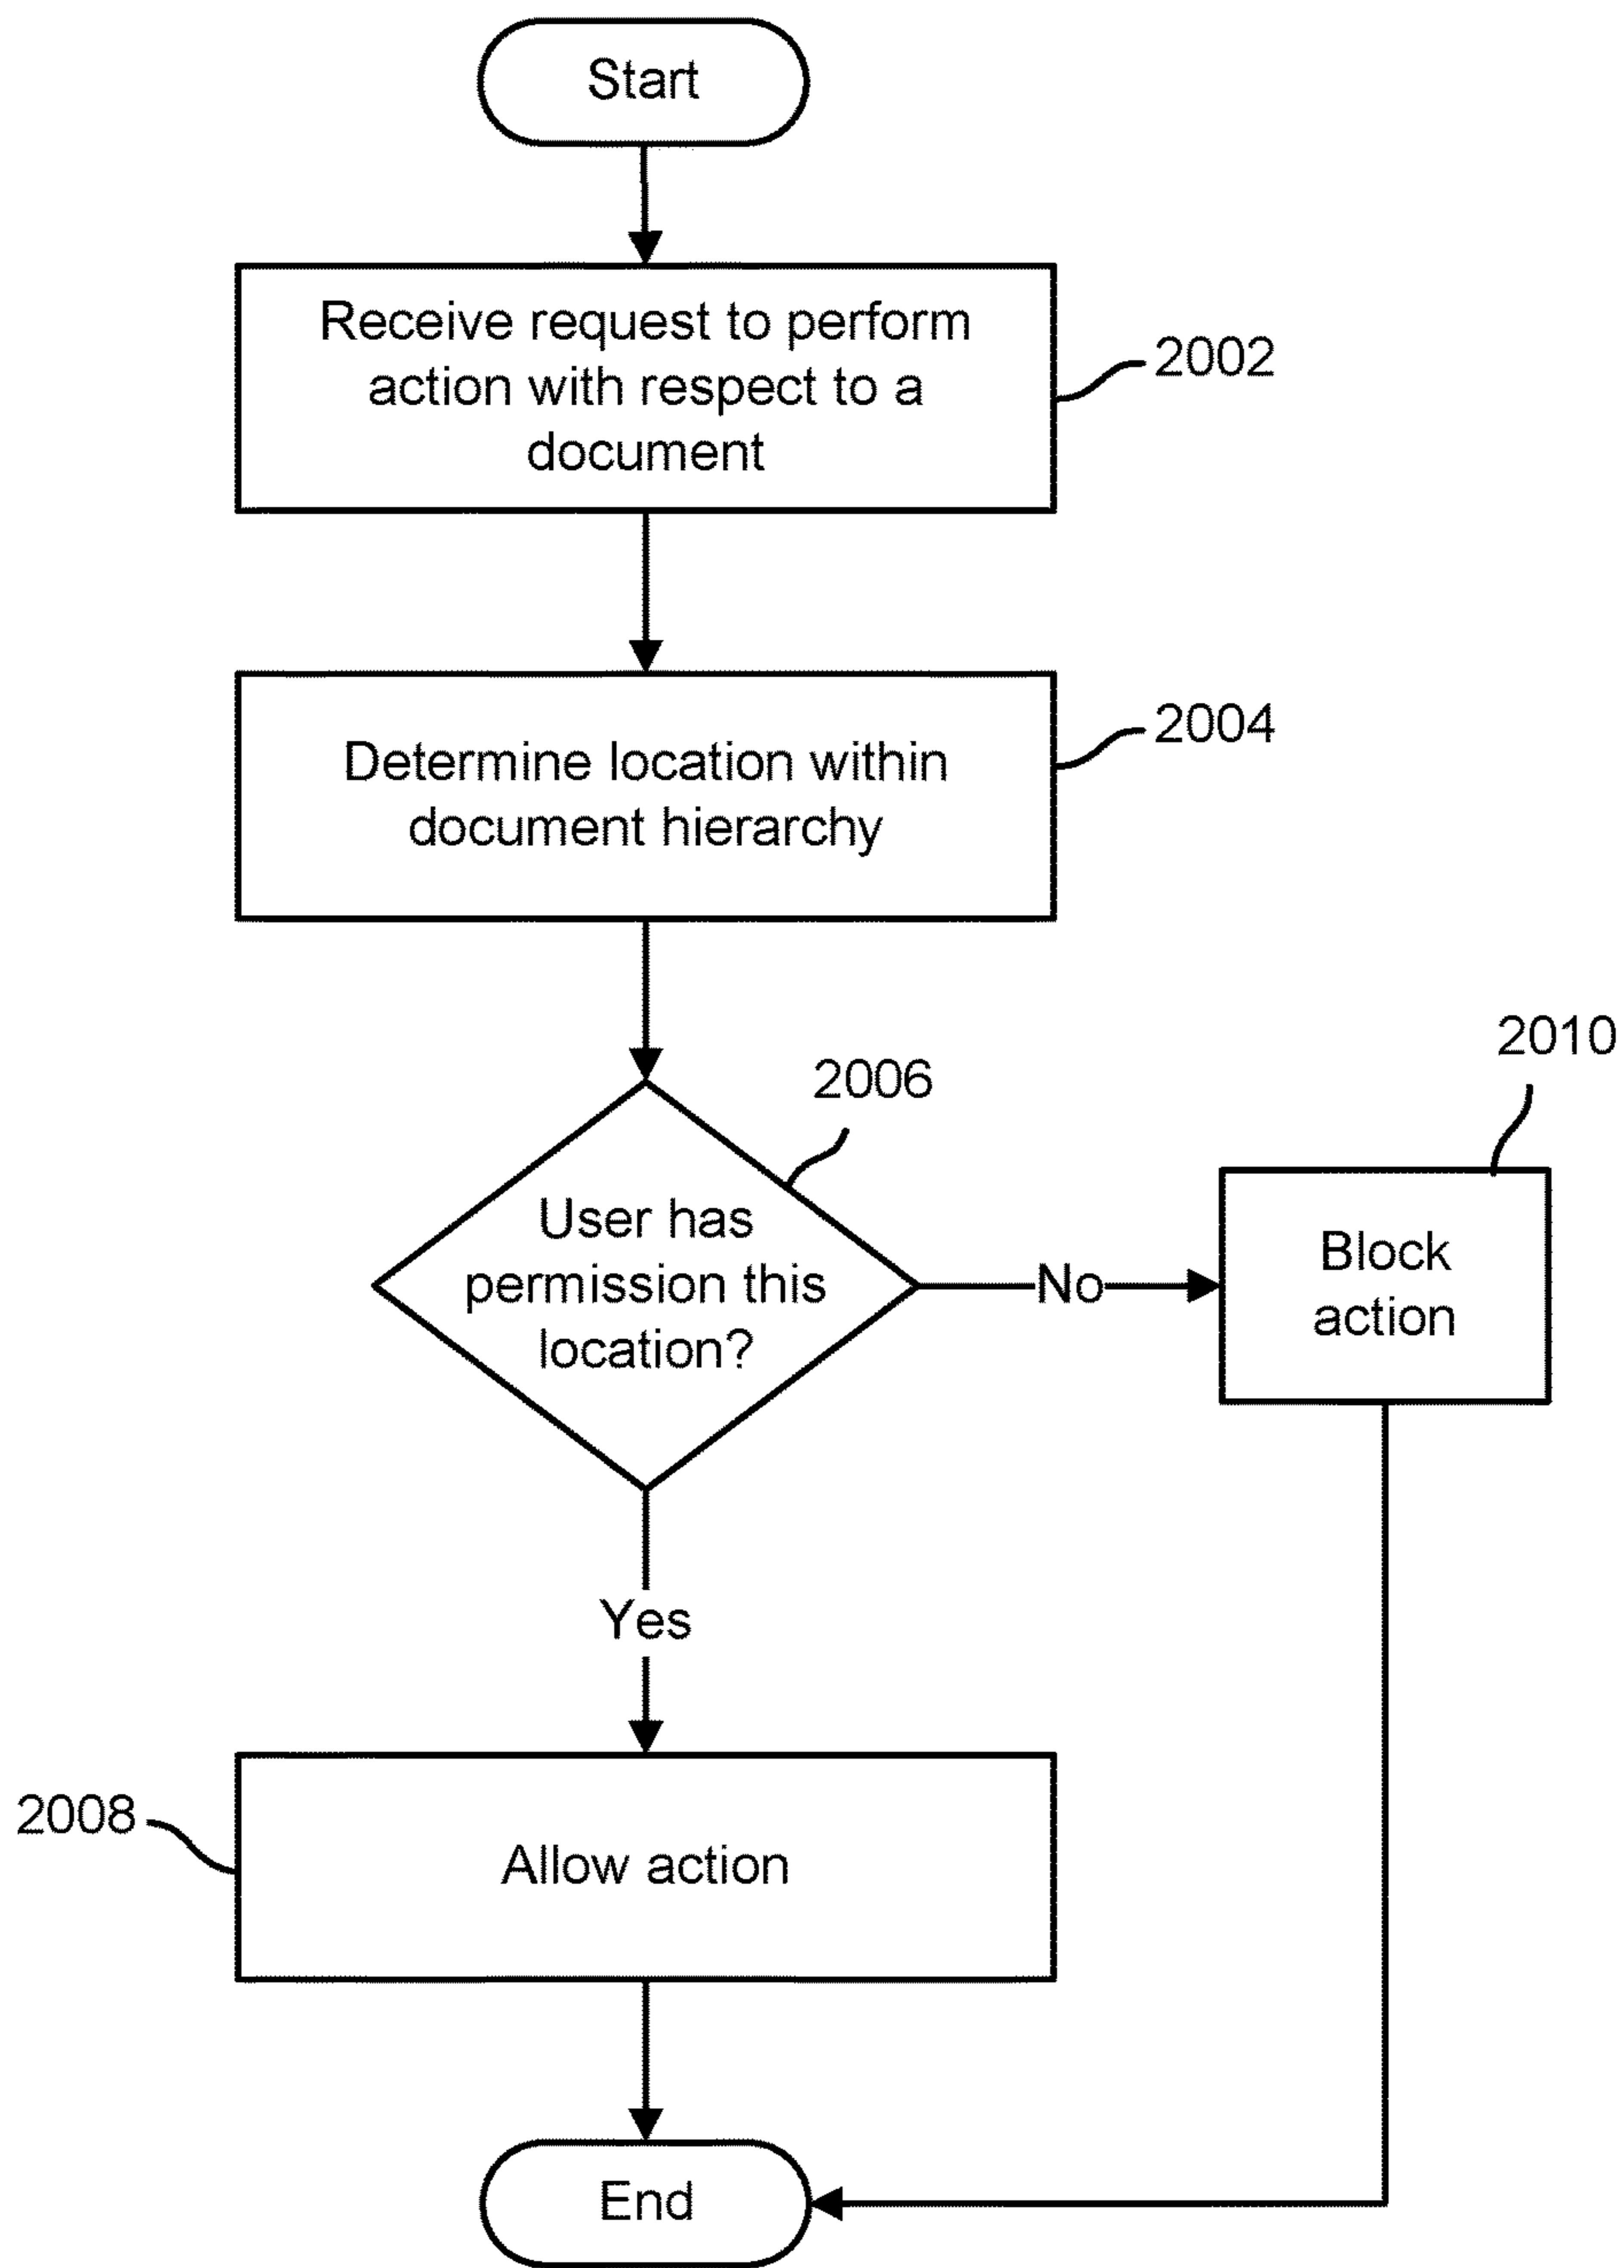 Start
Receive request to perform
action with respect to a
document
2002
Determine location within
document hierarchy
2004
2006
User has
permission this
location?
No
2010
Block
action
Yes
2008
Allow action
End